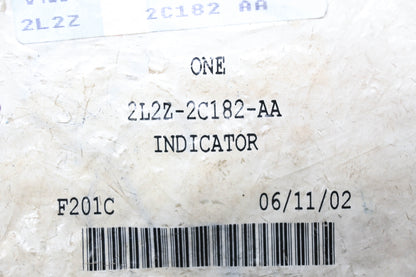 2L2Z 2C182 AA
ONE
2L2Z-2C182-AA
INDICATOR
F201C 06/11/02